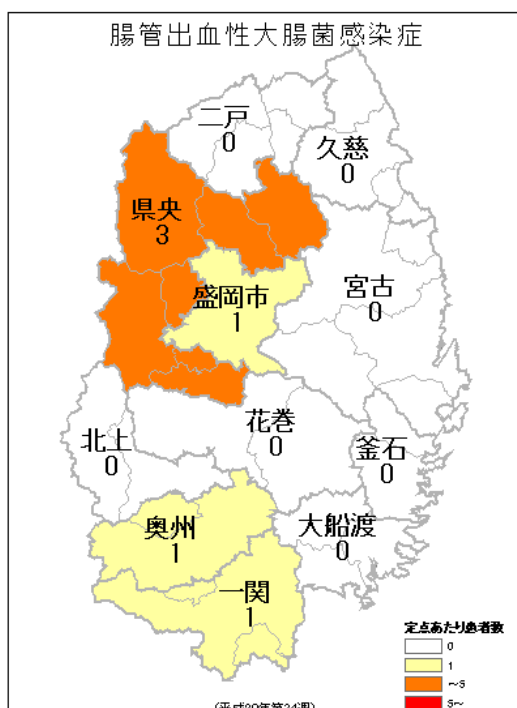 腸管出血性大腸菌感染症
二戸
0
久慈
0
県央
3
盛岡市
1
宮古
0
花巻
0
北上
0
釜石
0
奥州
1
大船渡
0
一関
1
定点あたり患者数
0
1
～5
5～